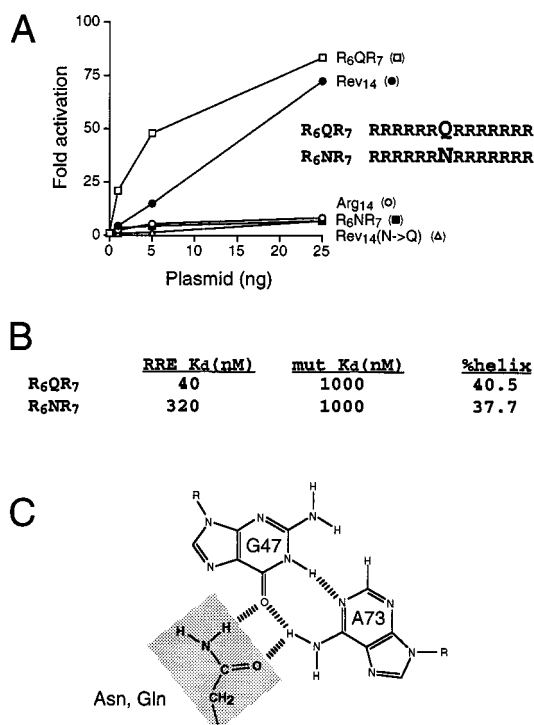 A
100
75
50
25
0
Fold activation
0 5 10 15 20 25
Plasmid (ng)
R6QR7 (□)
Rev14 (●)
R6QR7 RRRRRRQRRRRRRR
R6NR7 RRRRRRNRRRRRRR
Arg14 (○)
R6NR7 (■)
Rev14(N->Q) (△)
B
RRE Kd(nM) mut Kd(nM) %helix
R6QR7 40 1000 40.5
R6NR7 320 1000 37.7
C
R
H
N N N H
G47 H
N N H
H
O
N N
A73
H N
H
N R
H H
N
C O
CH2
Asn, Gln